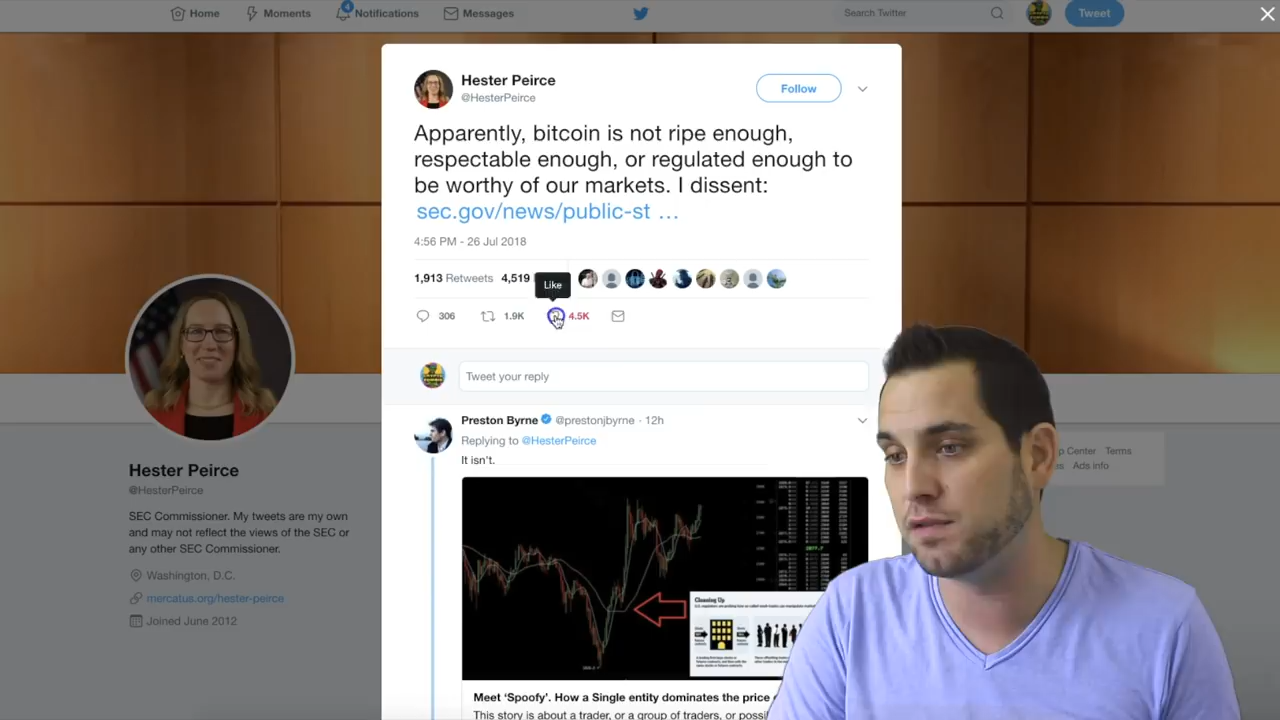 Home
Moments
4
Notifications
Messages
Search Twitter
Tweet
Hester Peirce
@HesterPeirce
Follow
Apparently, bitcoin is not ripe enough,
respectable enough, or regulated enough to
be worthy of our markets. I dissent:
sec.gov/news/public-st …
4:56 PM - 26 Jul 2018
1,913 Retweets 4,519
Like
306
1.9K
4.5K
Tweet your reply
Preston Byrne @prestonjbyrne · 12h
Replying to @HesterPeirce
It isn't.
Cleaning Up
Meet ‘Spoofy’. How a Single entity dominates the price
This story is about a trader, or a group of traders, or
Hester Peirce
@HesterPeirce
SEC Commissioner. My tweets are my own
and may not reflect the views of the SEC or
any other SEC Commissioner.
Washington, D.C.
mercatus.org/hester-peirce
Joined June 2012
Center Terms
Ads info